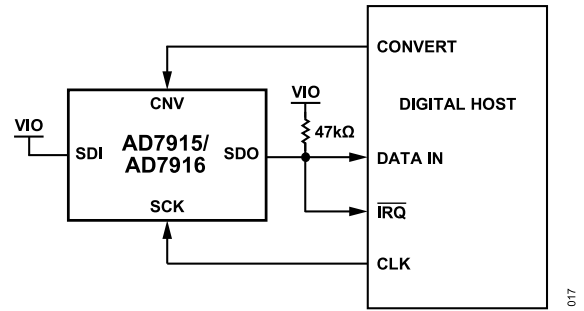 CONVERT
CNV
VIO
DIGITAL HOST
VIO
AD7915/
AD7916
47kΩ
SDI
SDO
DATA IN
SCK
IRQ
CLK
017